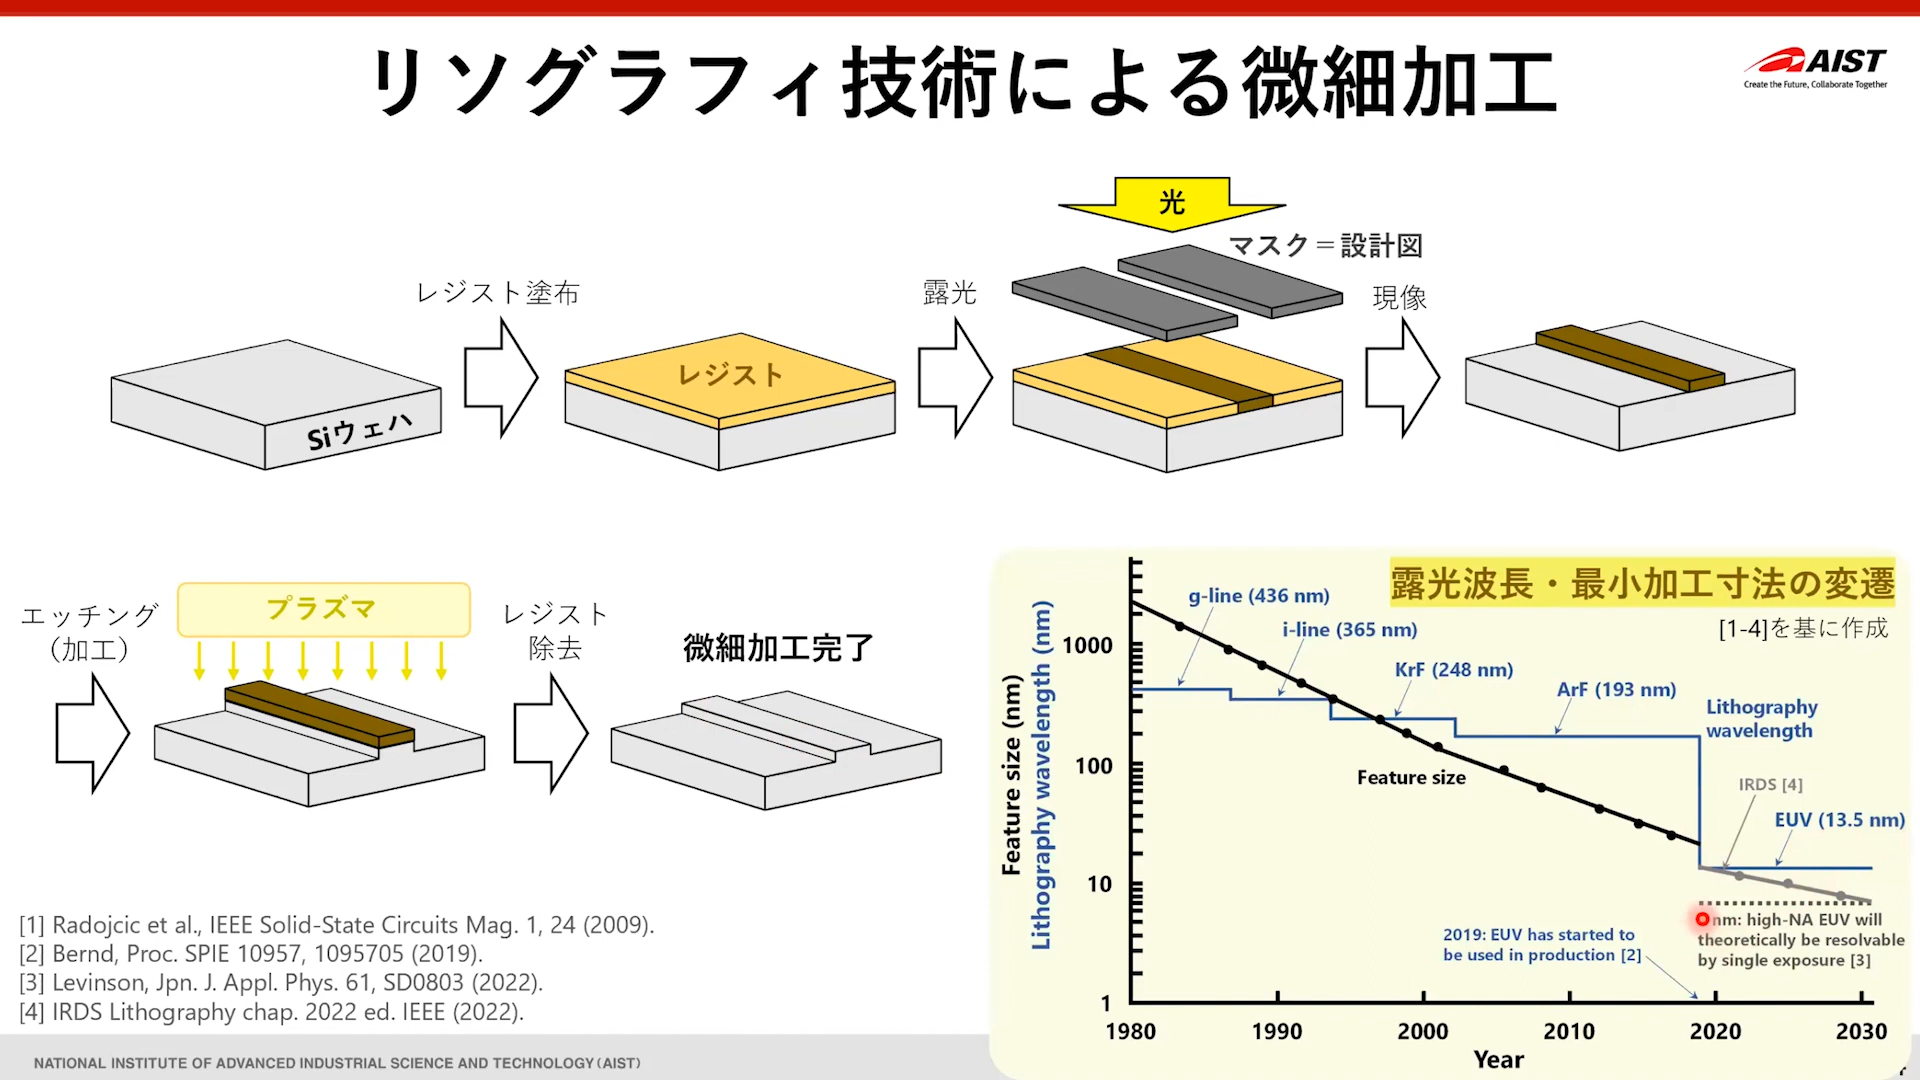 リソグラフィ技術による微細加工
AIST
Create the Future, Collaborate Together
光
マスク＝設計図
レジスト塗布
露光
現像
Siウェハ
レジスト
エッチング
（加工）
プラズマ
レジスト
除去
微細加工完了
露光波長・最小加工寸法の変遷
[1-4]を基に作成
Feature size (nm)
Lithography wavelength (nm)
1000
100
10
1
g-line (436 nm)
i-line (365 nm)
KrF (248 nm)
ArF (193 nm)
Lithography
wavelength
Feature size
IRDS [4]
EUV (13.5 nm)
nm: high-NA EUV will
theoretically be resolvable
by single exposure [3]
2019: EUV has started to
be used in production [2]
1980 1990 2000 2010 2020 2030
Year
[1] Radojcic et al., IEEE Solid-State Circuits Mag. 1, 24 (2009).
[2] Bernd, Proc. SPIE 10957, 1095705 (2019).
[3] Levinson, Jpn. J. Appl. Phys. 61, SD0803 (2022).
[4] IRDS Lithography chap. 2022 ed. IEEE (2022).
NATIONAL INSTITUTE OF ADVANCED INDUSTRIAL SCIENCE AND TECHNOLOGY (AIST)